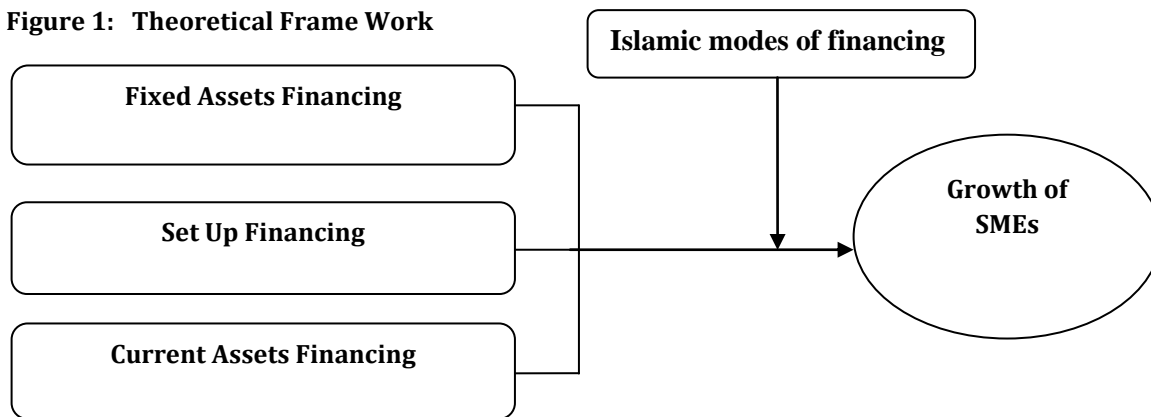 Figure 1: Theoretical Frame Work
Islamic modes of financing
Fixed Assets Financing
Set Up Financing
Current Assets Financing
Growth of
SMEs